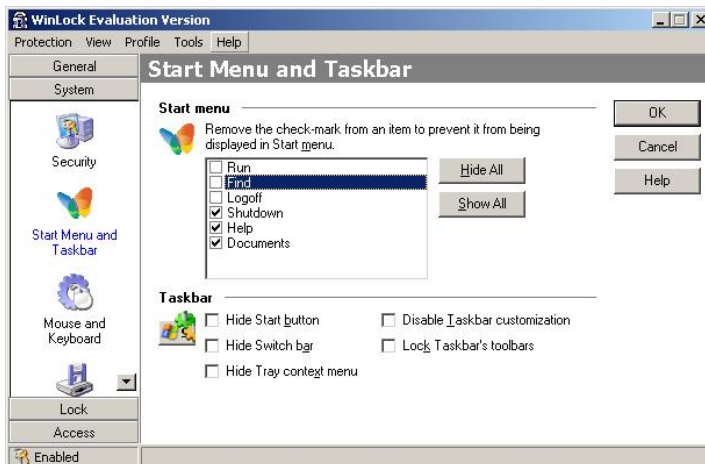 WinLock Evaluation Version
Protection View Profile Tools Help
General
System
Security
Start Menu and
Taskbar
Mouse and
Keyboard
Lock
Access
Start Menu and Taskbar
Start menu
Remove the check-mark from an item to prevent it from being
displayed in Start menu.
Run
Find
Logoff
Shutdown
Help
Documents
Hide All
Show All
Taskbar
Hide Start button
Disable Taskbar customization
Hide Switch bar
Lock Taskbar's toolbars
Hide Tray context menu
OK
Cancel
Help
Enabled